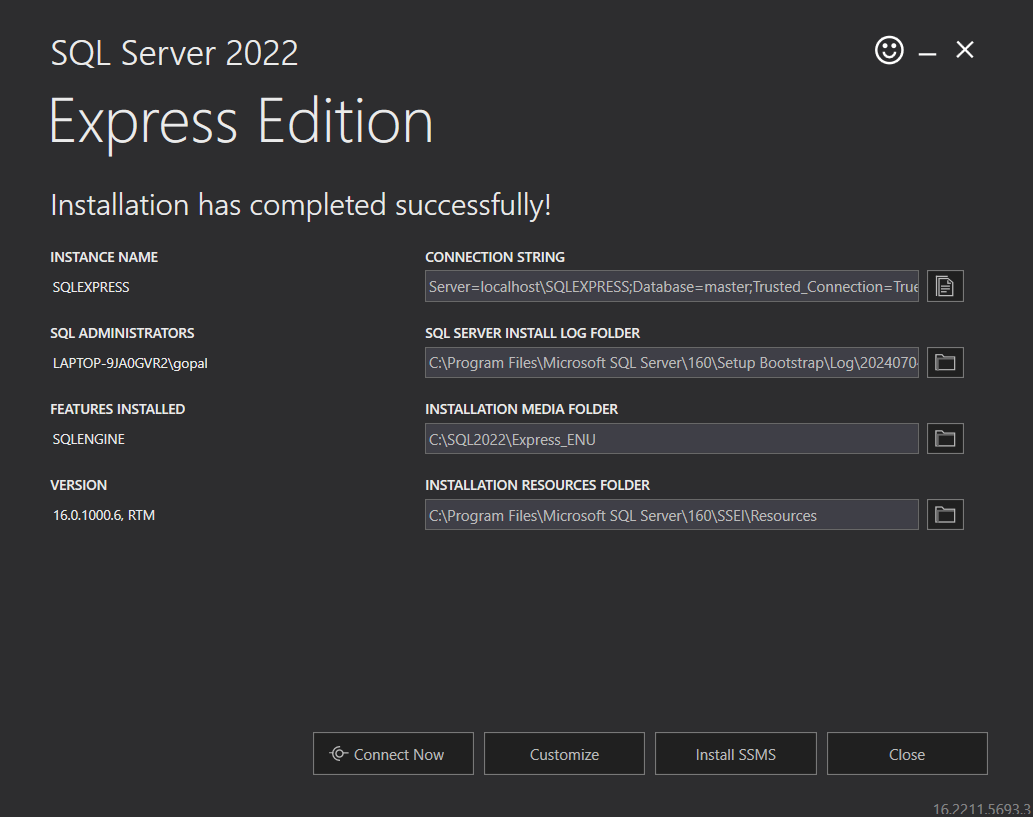 SQL Server 2022
Express Edition
Installation has completed successfully!
INSTANCE NAME
SQLEXPRESS
CONNECTION STRING
Server=localhost\SQLEXPRESS;Database=master;Trusted_Connection=True
SQL ADMINISTRATORS
LAPTOP-9JA0GVR2\gopal
SQL SERVER INSTALL LOG FOLDER
C:\Program Files\Microsoft SQL Server\160\Setup Bootstrap\Log\2024070
FEATURES INSTALLED
SQLENGINE
INSTALLATION MEDIA FOLDER
C:\SQL2022\Express_ENU
VERSION
16.0.1000.6, RTM
INSTALLATION RESOURCES FOLDER
C:\Program Files\Microsoft SQL Server\160\SSEI\Resources
Connect Now
Customize
Install SSMS
Close
16.2211.5693.3